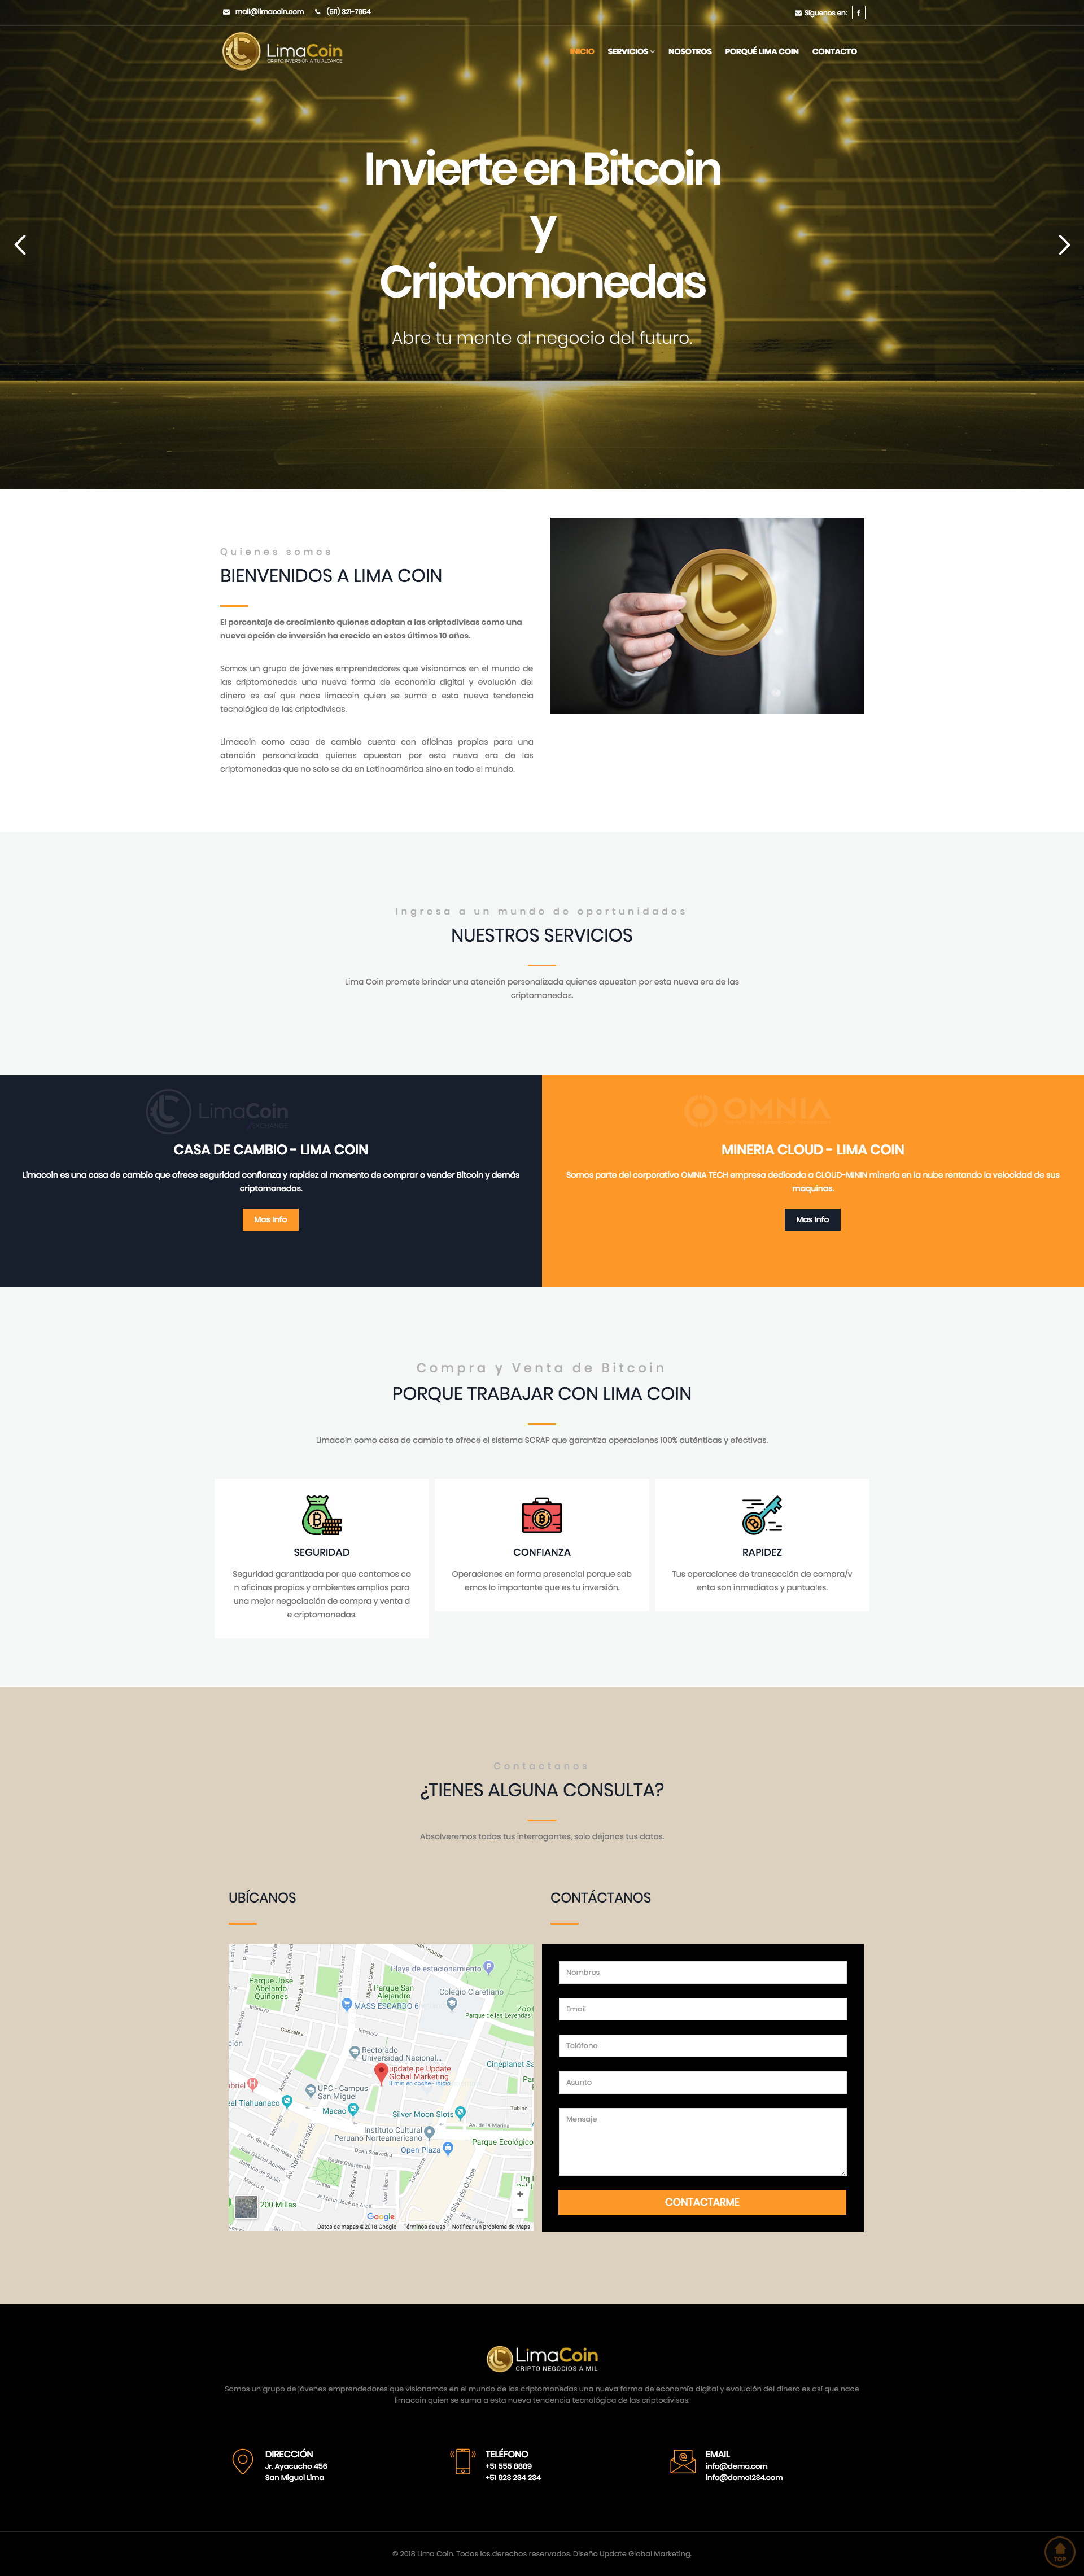 mail@limacoin.com (511) 321-7654
Síguenos en:
LimaCoin
CRIPTO INVERSIÓN A TU ALCANCE
INICIO SERVICIOS NOSOTROS PORQUÉ LIMA COIN CONTACTO
Invierte en Bitcoin
y
Criptomonedas
Abre tu mente al negocio del futuro.
Quienes somos
BIENVENIDOS A LIMA COIN
El porcentaje de crecimiento quienes adoptan a las criptodivisas como una
nueva opción de inversión ha crecido en estos últimos 10 años.
Somos un grupo de jóvenes emprendedores que visionamos en el mundo de
las criptomonedas una nueva forma de economía digital y evolución del
dinero es así que nace limacoin quien se suma a esta nueva tendencia
tecnológica de las criptodivisas.
Limacoin como casa de cambio cuenta con oficinas propias para una
atención personalizada quienes apuestan por esta nueva era de las
criptomonedas que no solo se da en Latinoamérica sino en todo el mundo.
Ingresa a un mundo de oportunidades
NUESTROS SERVICIOS
Lima Coin promete brindar una atención personalizada quienes apuestan por esta nueva era de las
criptomonedas.
LimaCoin
EXCHANGE
CASA DE CAMBIO - LIMA COIN
Limacoin es una casa de cambio que ofrece seguridad confianza y rapidez al momento de comprar o vender Bitcoin y demás
criptomonedas.
Mas Info
OMNIA
MINERIA CLOUD - LIMA COIN
Somos parte del corporativo OMNIA TECH empresa dedicada a CLOUD-MININ minería en la nube rentando la velocidad de sus
maquinas.
Mas Info
Compra y Venta de Bitcoin
PORQUE TRABAJAR CON LIMA COIN
Limacoin como casa de cambio te ofrece el sistema SCRAP que garantiza operaciones 100% auténticas y efectivas.
SEGURIDAD
Seguridad garantizada por que contamos co
n oficinas propias y ambientes amplios para
una mejor negociación de compra y venta d
e criptomonedas.
CONFIANZA
Operaciones en forma presencial porque sab
emos lo importante que es tu inversión.
RAPIDEZ
Tus operaciones de transacción de compra/v
enta son inmediatas y puntuales.
Contactanos
¿TIENES ALGUNA CONSULTA?
Absolveremos todas tus interrogantes, solo déjanos tus datos.
UBÍCANOS
Playa de estacionamiento
Parque José
Abelardo
Quiñones
Parque San
Alejandro
Colegio Claretiano
MASS ESCARDO 6
Zoo
Parque de las Leyendas
Gonzales
Rectorado
Universidad Nacional...
update.pe Update
Global Marketing
8 min en coche - Inicio
Cinéplanet Sa
UPC - Campus
San Miguel
eal Tiahuanaco
Macao
Silver Moon Slots
Tobino
Instituto Cultural
Peruano Norteamericano
Open Plaza
Parque Ecológico
Av. Rafael Escardo
200 Millas
Google
Datos de mapas ©2018 Google Términos de uso Notificar un problema de Maps
CONTÁCTANOS
Nombres
Email
Teléfono
Asunto
Mensaje
CONTACTARME
LimaCoin
CRIPTO NEGOCIOS A MIL
Somos un grupo de jóvenes emprendedores que visionamos en el mundo de las criptomonedas una nueva forma de economía digital y evolución del dinero es así que nace
limacoin quien se suma a esta nueva tendencia tecnológica de las criptodivisas.
DIRECCIÓN
Jr. Ayacucho 456
San Miguel Lima
TELÉFONO
+51 555 8889
+51 923 234 234
EMAIL
info@demo.com
info@demo1234.com
© 2018 Lima Coin. Todos los derechos reservados. Diseño Update Global Marketing.
TOP